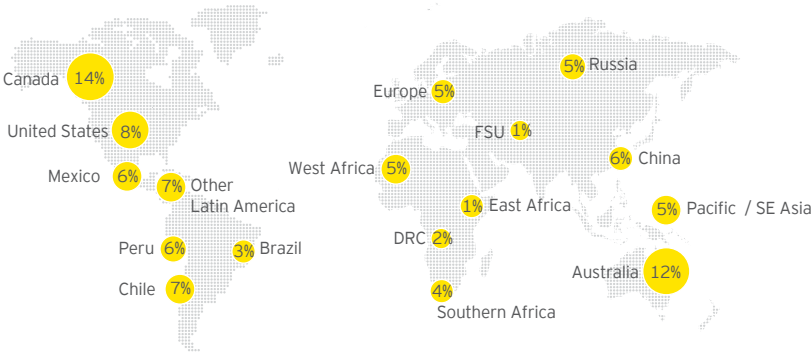 Canada 14%
United States 8%
Mexico 6%
7% Other
Latin America
Peru 6%
3% Brazil
Chile 7%
5% Russia
Europe 5%
FSU 1%
6% China
West Africa 5%
1% East Africa
5% Pacific / SE Asia
DRC 2%
Australia 12%
4%
Southern Africa